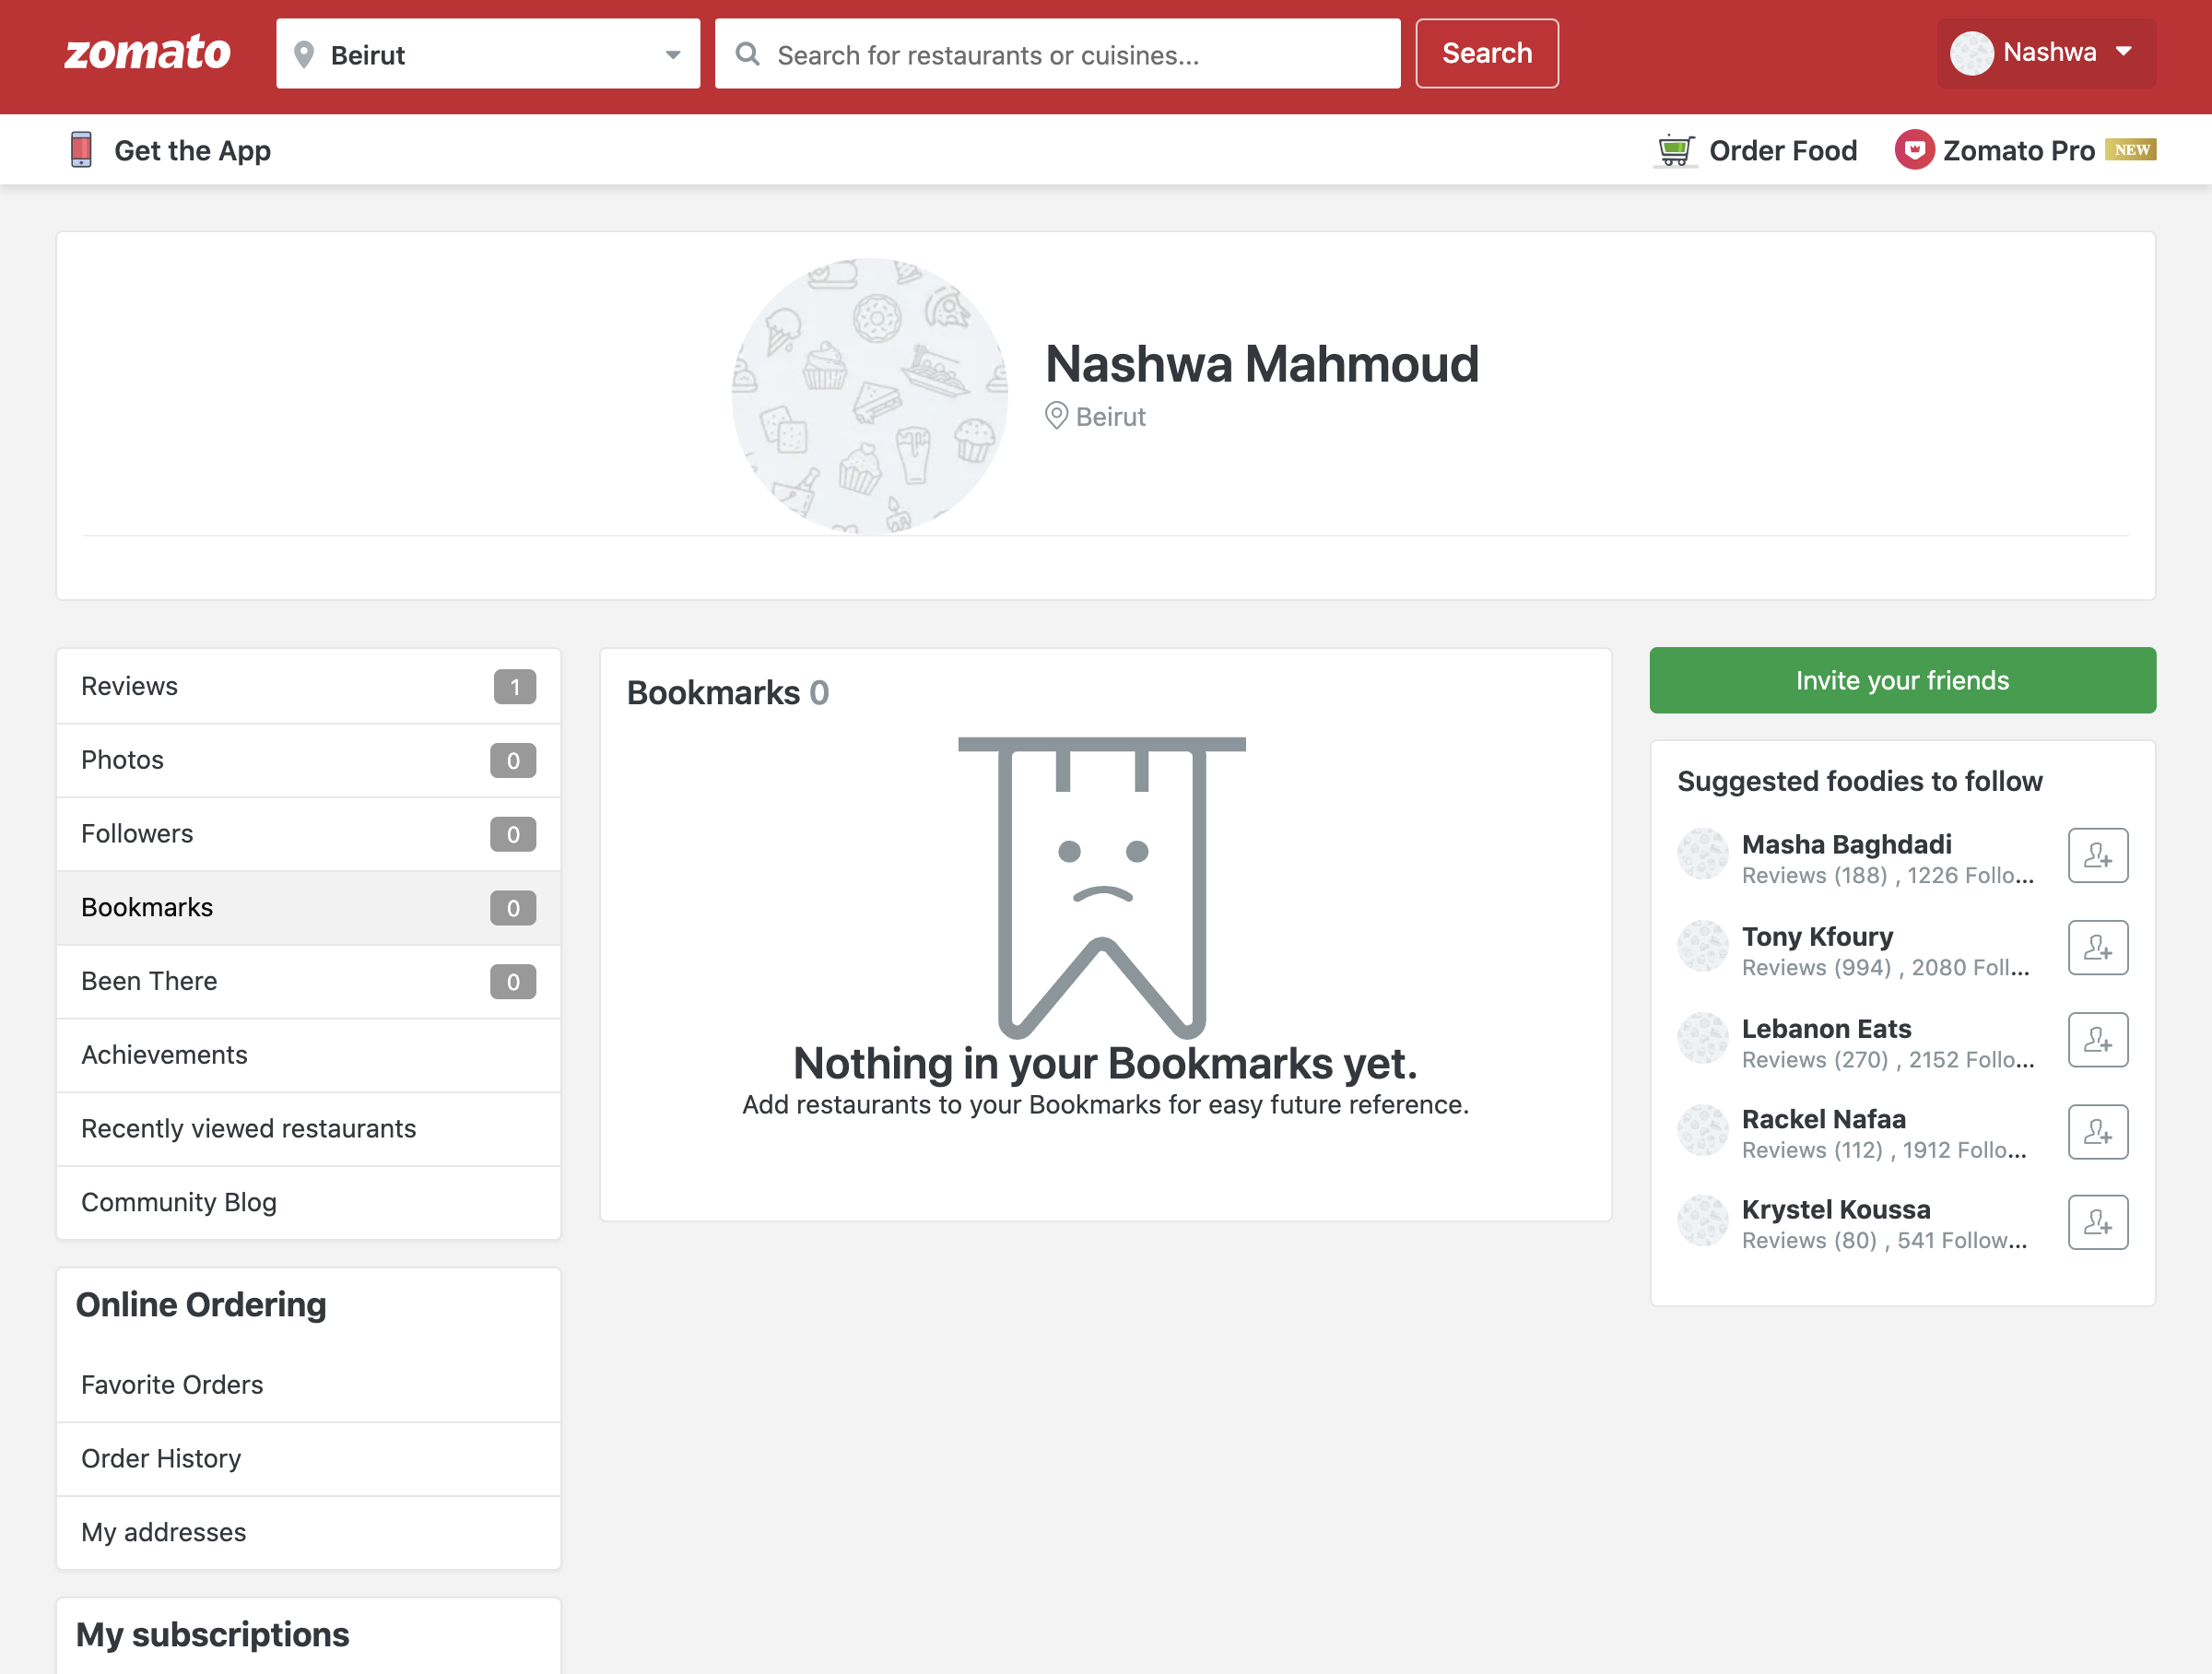 zomato
Beirut
Search for restaurants or cuisines...
Search
Nashwa
Get the App
Order Food
Zomato Pro NEW
Nashwa Mahmoud
Beirut
Reviews 1
Photos 0
Followers 0
Bookmarks 0
Been There 0
Achievements
Recently viewed restaurants
Community Blog
Online Ordering
Favorite Orders
Order History
My addresses
My subscriptions
Bookmarks 0
Nothing in your Bookmarks yet.
Add restaurants to your Bookmarks for easy future reference.
Invite your friends
Suggested foodies to follow
Masha Baghdadi
Reviews (188) , 1226 Follo...
Tony Kfoury
Reviews (994) , 2080 Foll...
Lebanon Eats
Reviews (270) , 2152 Follo...
Rackel Nafaa
Reviews (112) , 1912 Follo...
Krystel Koussa
Reviews (80) , 541 Follow...